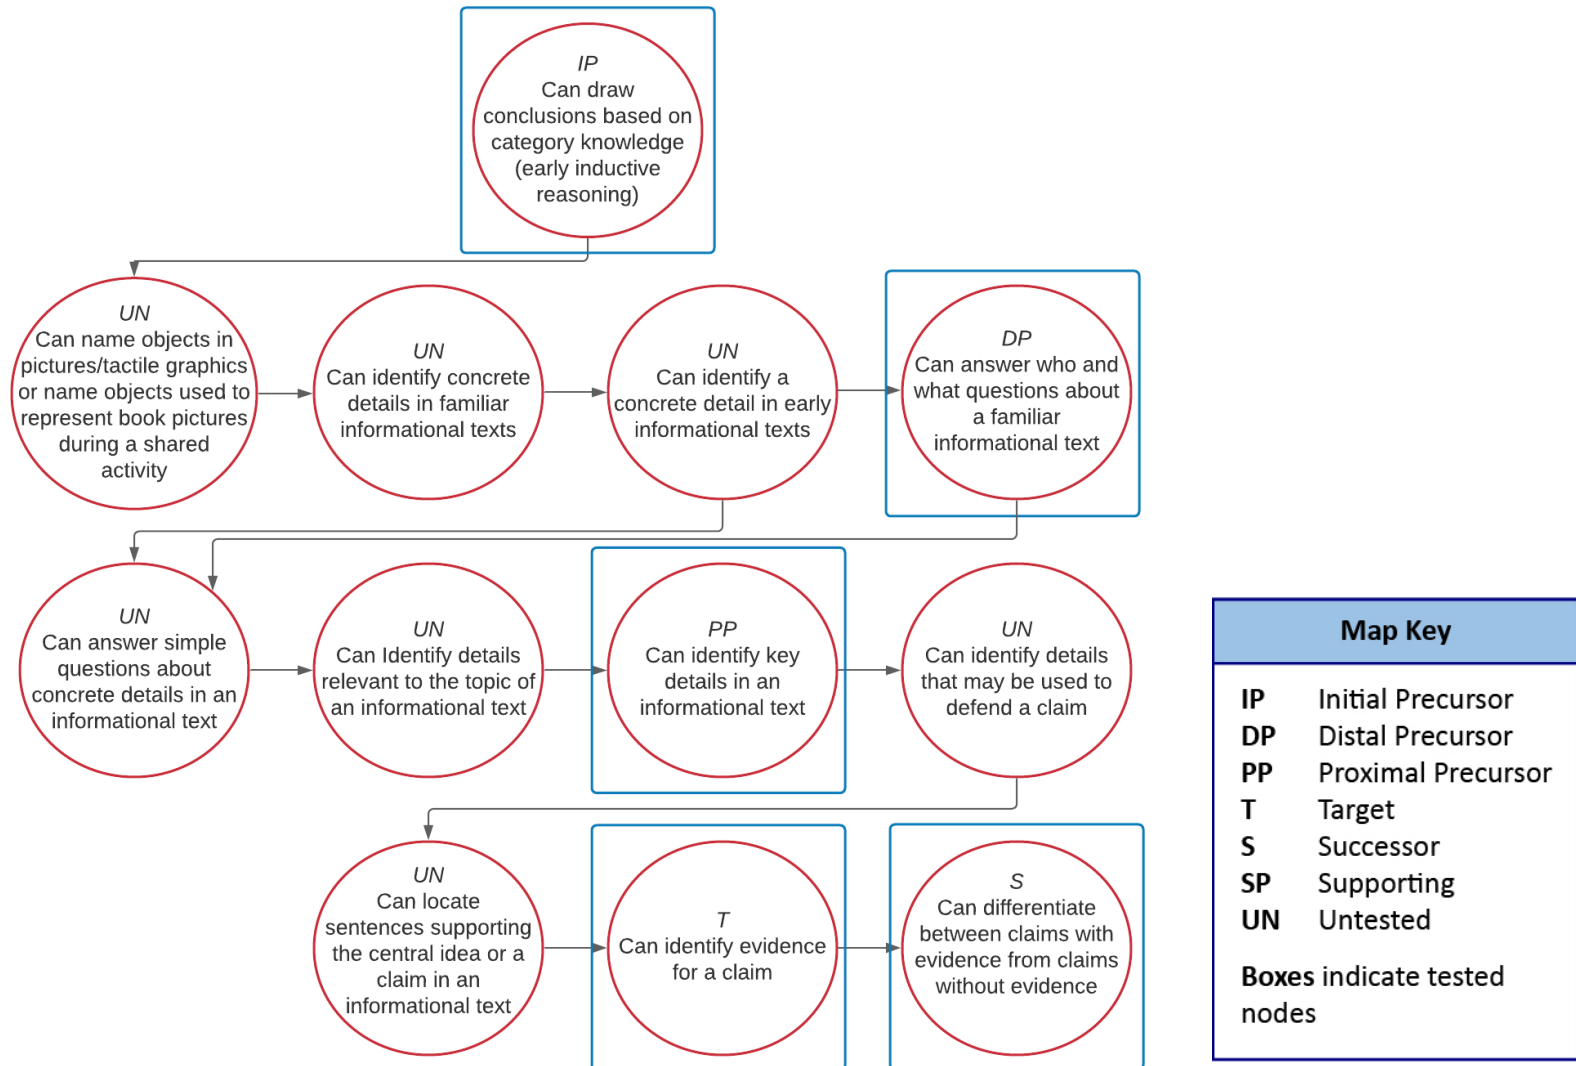 IP
Can draw
conclusions based on
category knowledge
(early inductive
reasoning)
UN
Can name objects in
pictures/tactile graphics
or name objects used to
represent book pictures
during a shared
activity
UN
Can identify concrete
details in familiar
informational texts
UN
Can identify a
concrete detail in early
informational texts
DP
Can answer who and
what questions about
a familiar
informational text
UN
Can answer simple
questions about
concrete details in an
informational text
UN
Can Identify details
relevant to the topic of
an informational text
PP
Can identify key
details in an
informational text
UN
Can identify details
that may be used to
defend a claim
UN
Can locate
sentences supporting
the central idea or a
claim in an
informational text
T
Can identify evidence
for a claim
S
Can differentiate
between claims with
evidence from claims
without evidence
Map Key
IP Initial Precursor
DP Distal Precursor
PP Proximal Precursor
T Target
S Successor
SP Supporting
UN Untested
Boxes indicate tested
nodes